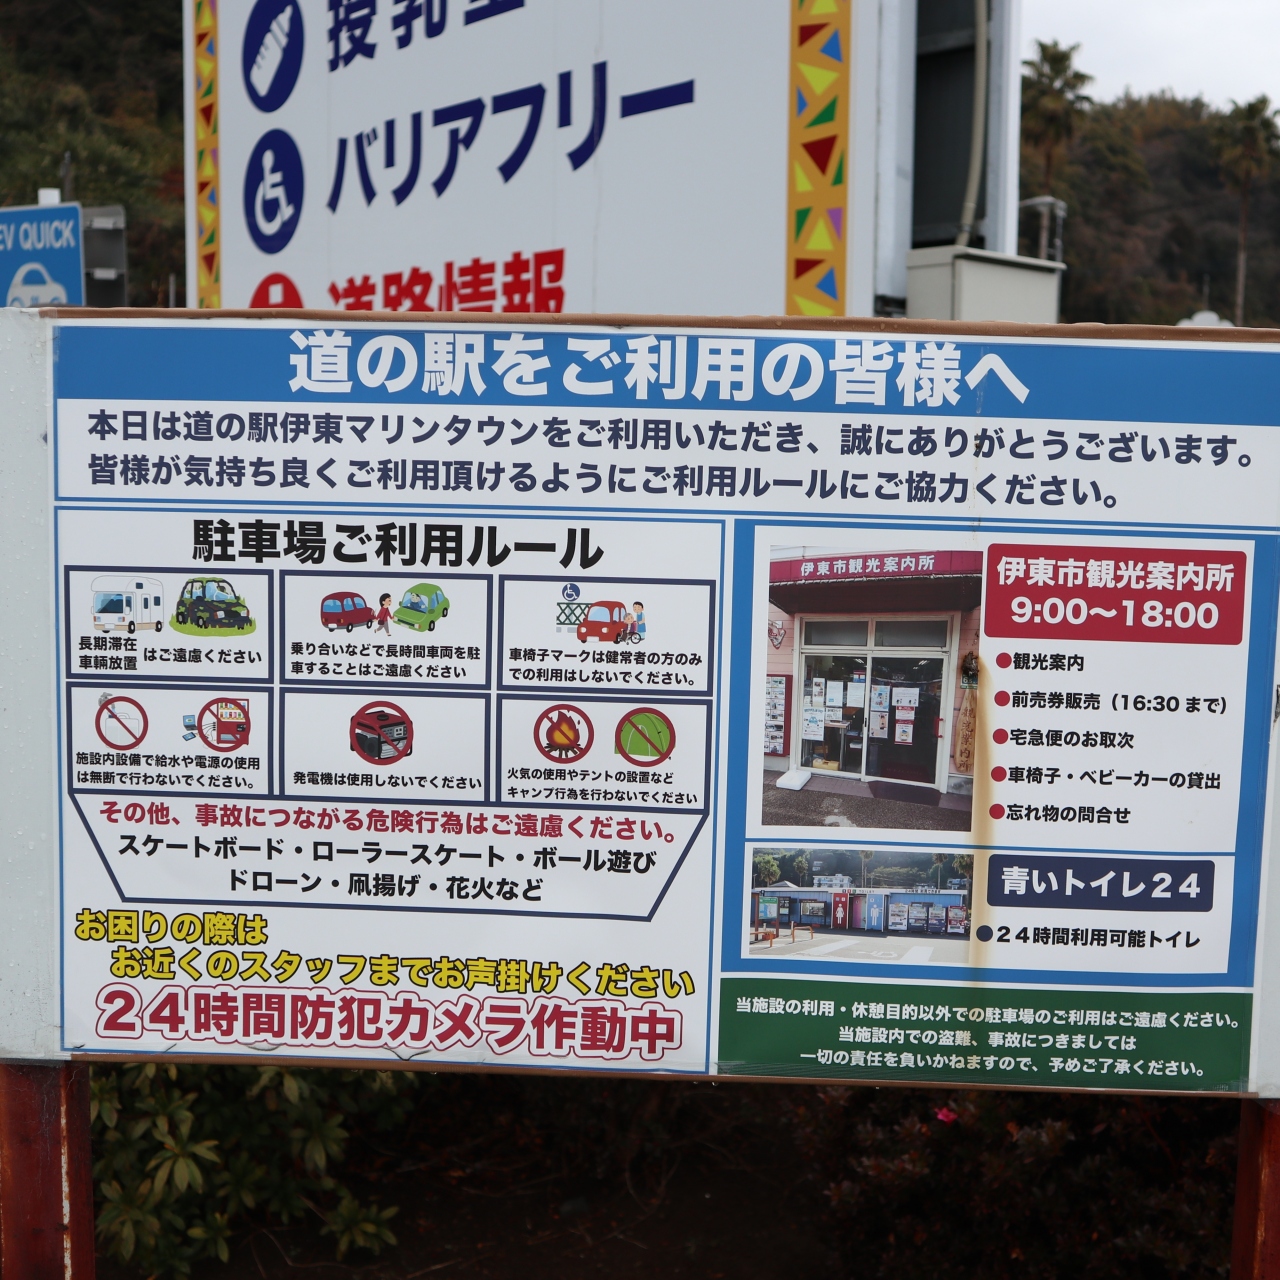 授乳室
バリアフリー
道路情報
EV QUICK
道の駅をご利用の皆様へ
本日は道の駅伊東マリンタウンをご利用いただき、誠にありがとうございます。
皆様が気持ち良くご利用頂けるようにご利用ルールにご協力ください。
駐車場ご利用ルール
長期滞在
車輌放置
はご遠慮ください
乗り合いなどで長時間車両を駐
車することはご遠慮ください
車椅子マークは健常者の方のみ
での利用はしないでください。
施設内設備で給水や電源の使用
は無断で行わないでください。
発電機は使用しないでください
火気の使用やテントの設置など
キャンプ行為を行わないでください
その他、事故につながる危険行為はご遠慮ください。
スケートボード・ローラースケート・ボール遊び
ドローン・凧揚げ・花火など
お困りの際は
お近くのスタッフまでお声掛けください
24時間防犯カメラ作動中
伊東市観光案内所
伊東市観光案内所
9:00〜18:00
●観光案内
●前売券販売（16:30 まで）
●宅急便のお取次
●車椅子・ベビーカーの貸出
●忘れ物の問合せ
青いトイレ24
●24時間利用可能トイレ
当施設の利用・休憩目的以外での駐車場のご利用はご遠慮ください。
当施設内での盗難、事故につきましては
一切の責任を負いかねますので、予めご了承ください。